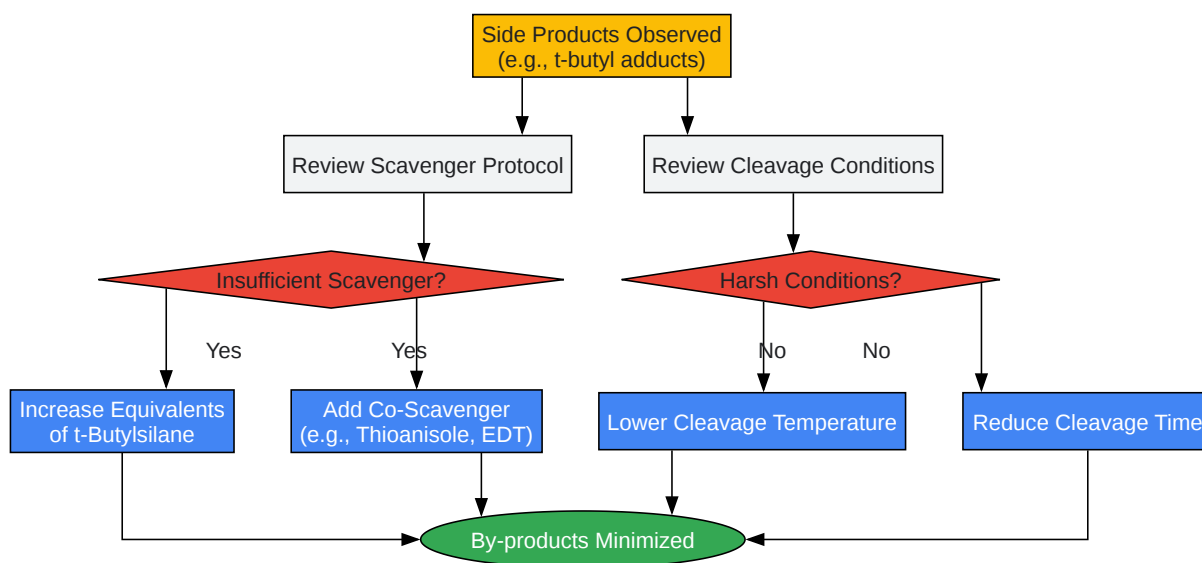 Side Products Observed
(e.g., t-butyl adducts)
Review Scavenger Protocol
Review Cleavage Conditions
Insufficient Scavenger?
Harsh Conditions?
Yes
Yes
No
No
Increase Equivalents
of t-Butylsilane
Add Co-Scavenger
(e.g., Thioanisole, EDT)
Lower Cleavage Temperature
Reduce Cleavage Time
By-products Minimized